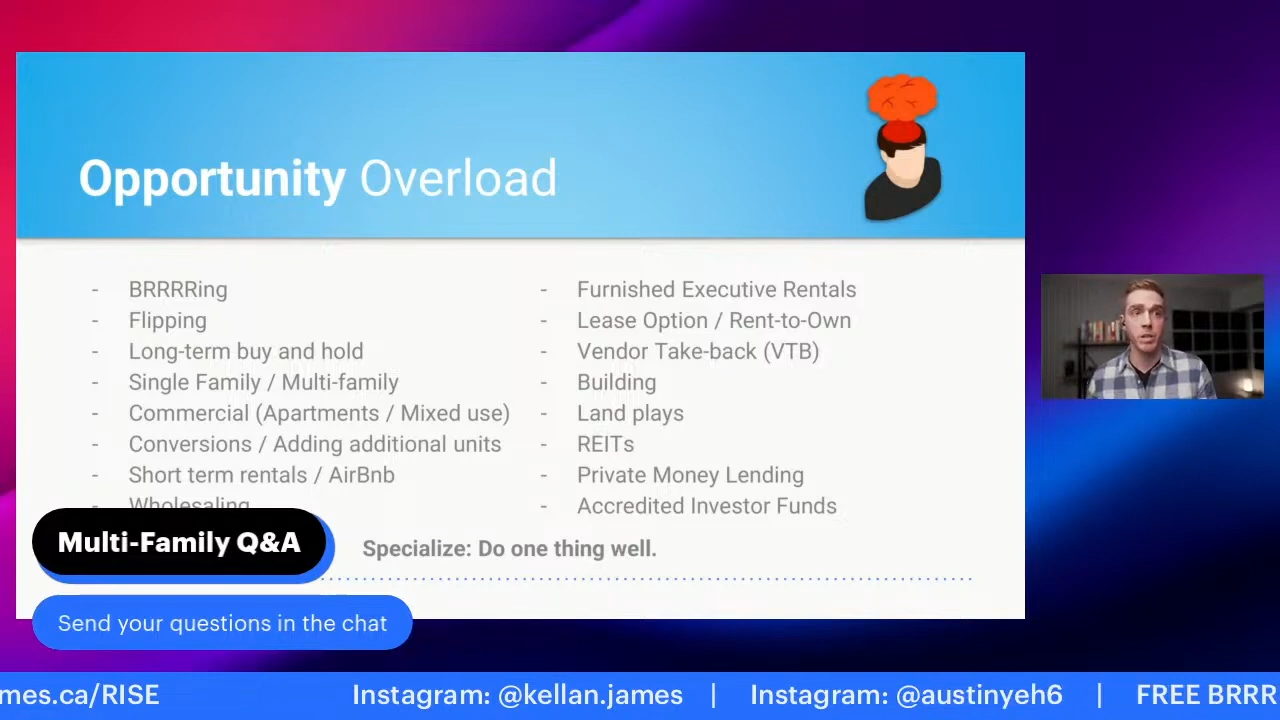 Opportunity Overload
- BRRRRing
- Flipping
- Long-term buy and hold
- Single Family / Multi-family
- Commercial (Apartments / Mixed use)
- Conversions / Adding additional units
- Short term rentals / AirBnb
- Wholesaling
- Furnished Executive Rentals
- Lease Option / Rent-to-Own
- Vendor Take-back (VTB)
- Building
- Land plays
- REITs
- Private Money Lending
- Accredited Investor Funds
Specialize: Do one thing well.
Multi-Family Q&A
Send your questions in the chat
mes.ca/RISE Instagram: @kellan.james | Instagram: @austinyeh6 | FREE BRRR